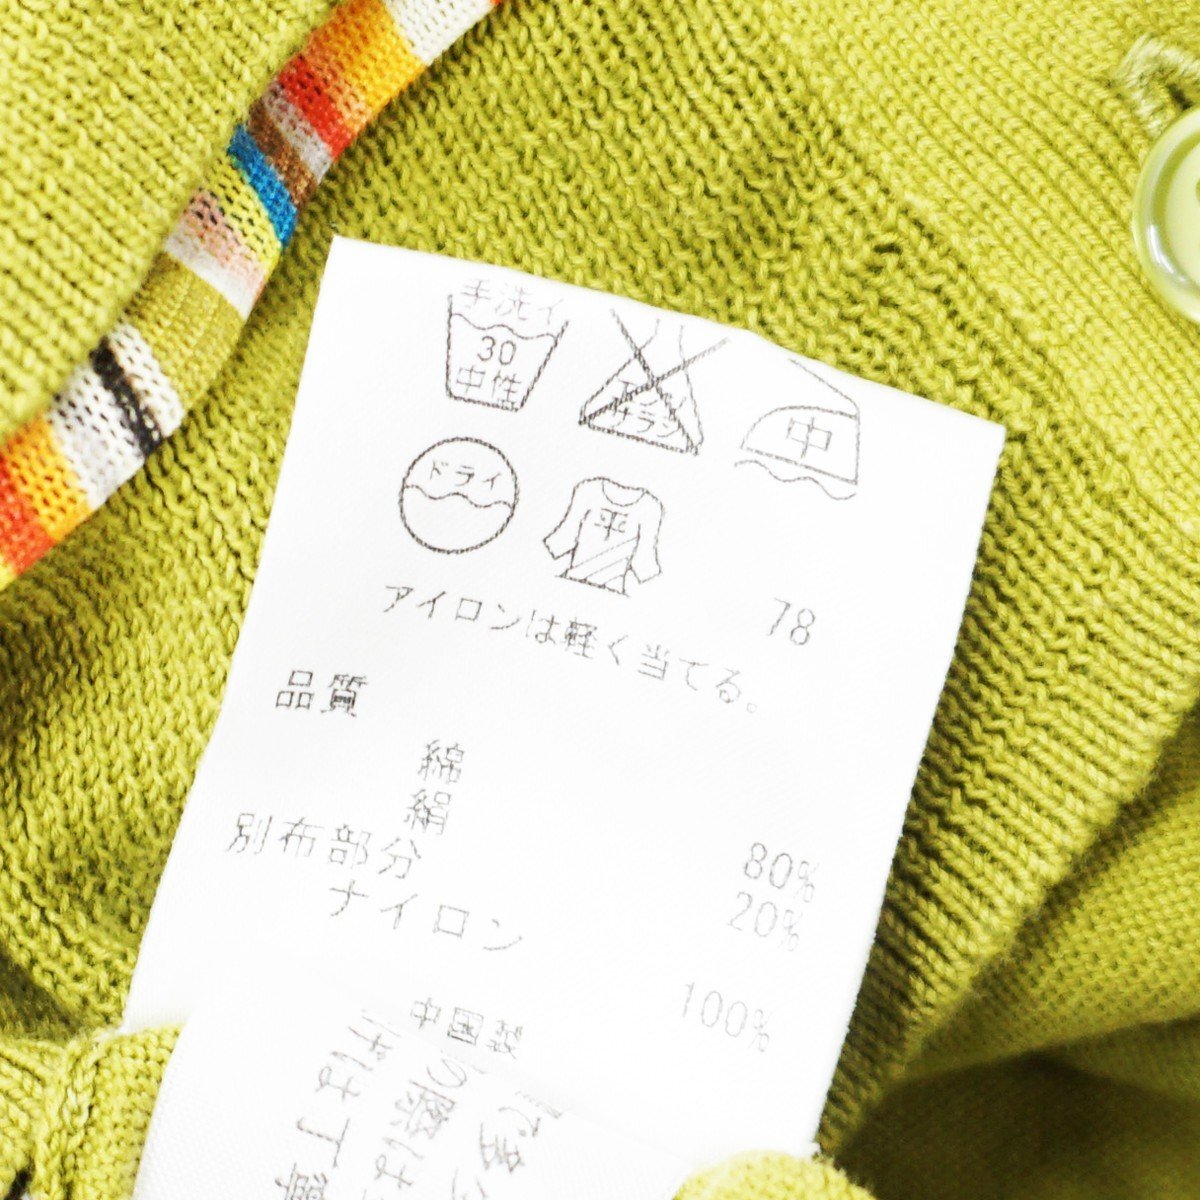 手洗イ
30
中性
エンソ
サラシ
中
ドライ
平
78
アイロンは軽く当てる。
品質
綿 80%
絹 20%
別布部分
ナイロン 100%
中国製